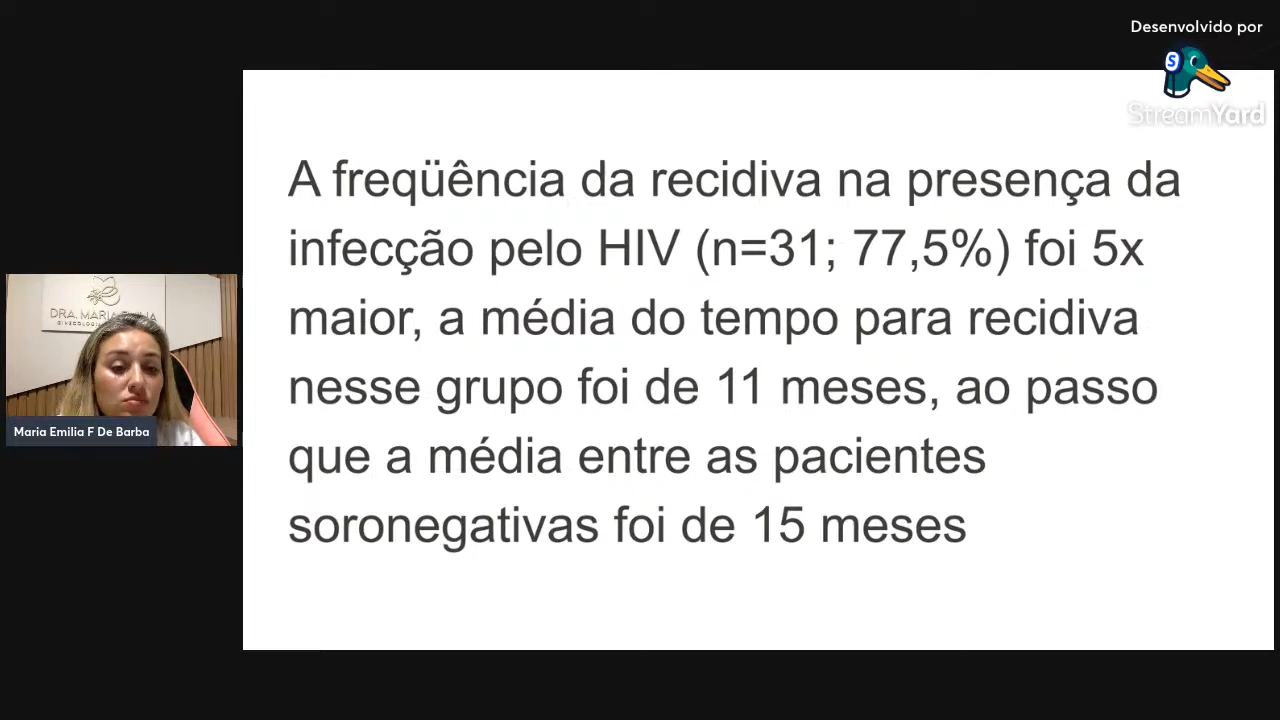 Desenvolvido por
StreamYard
A freqüência da recidiva na presença da
infecção pelo HIV (n=31; 77,5%) foi 5x
maior, a média do tempo para recidiva
nesse grupo foi de 11 meses, ao passo
que a média entre as pacientes
soronegativas foi de 15 meses
DRA. MARIA
Maria Emilia F De Barba